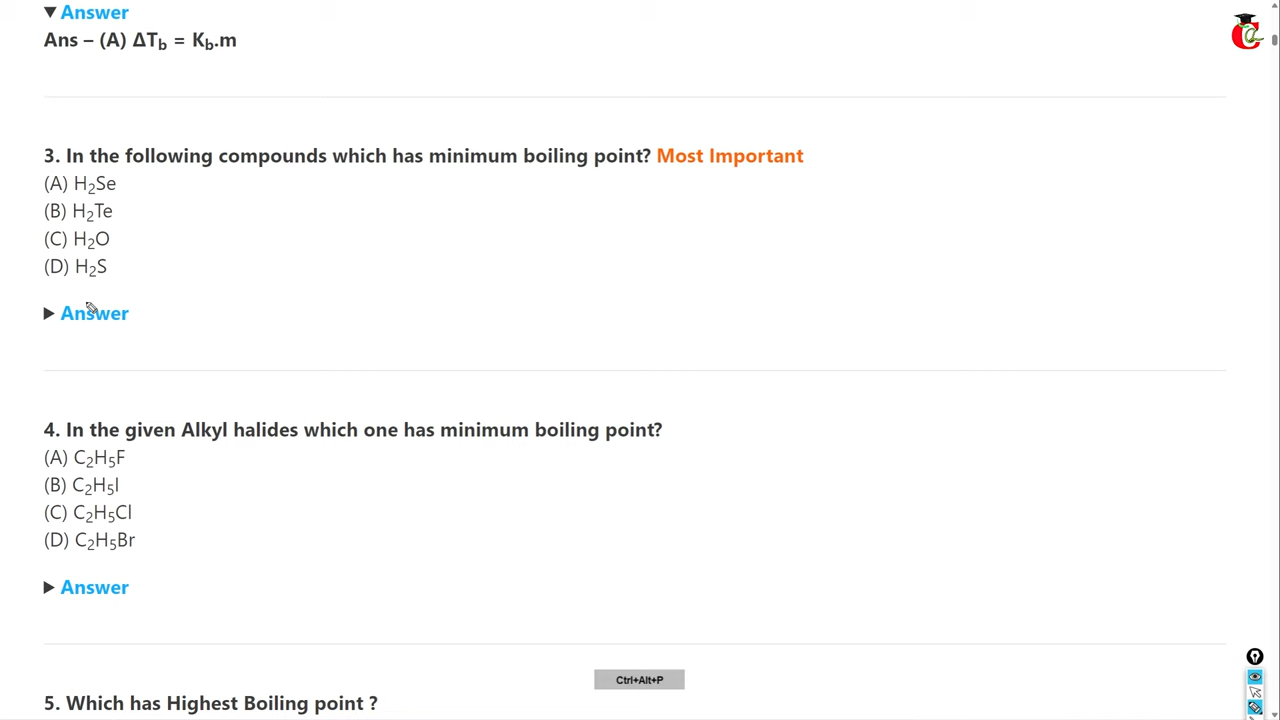 ▼ Answer
Ans – (A) ΔT_b = K_b.m
3. In the following compounds which has minimum boiling point? Most Important
(A) H₂Se
(B) H₂Te
(C) H₂O
(D) H₂S
▶ Answer
4. In the given Alkyl halides which one has minimum boiling point?
(A) C₂H₅F
(B) C₂H₅I
(C) C₂H₅Cl
(D) C₂H₅Br
▶ Answer
Ctrl+Alt+P
5. Which has Highest Boiling point ?